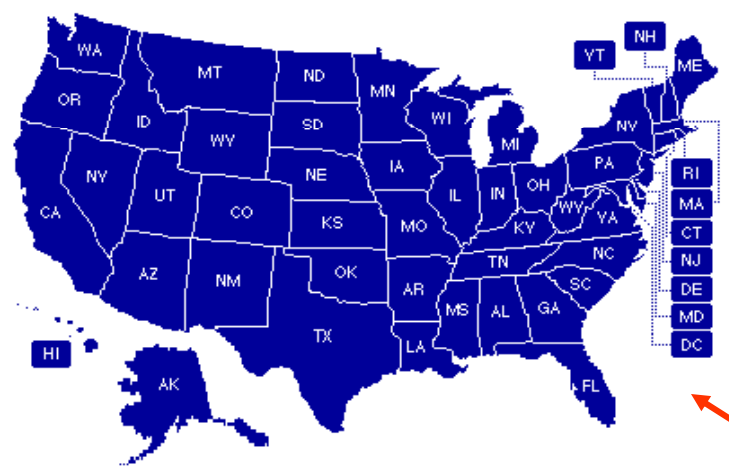 NH
VT
WA
ME
MT
ND
MN
OR
ID
SD
WI
NY
WY
MI
PA
IA
RI
NV
NE
OH
UT
IL
IN
MA
CO
WV
CA
KS
MO
KY
VA
CT
NC
TN
NJ
AZ
NM
OK
SC
AR
DE
MS
AL
GA
MD
TX
LA
DC
HI
AK
FL